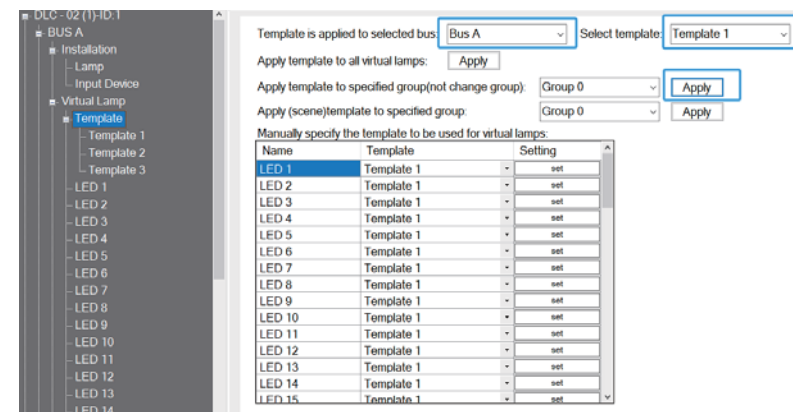 DLC - 02 (1)-ID:1
BUS A
Installation
Lamp
Input Device
Virtual Lamp
Template
Template 1
Template 2
Template 3
LED 1
LED 2
LED 3
LED 4
LED 5
LED 6
LED 7
LED 8
LED 9
LED 10
LED 11
LED 12
LED 13
LED 14
Template is applied to selected bus: Bus A Select template: Template 1
Apply template to all virtual lamps: Apply
Apply template to specified group(not change group): Group 0 Apply
Apply (scene)template to specified group: Group 0 Apply
Manually specify the template to be used for virtual lamps:
Name Template Setting
LED 1 Template 1 set
LED 2 Template 1 set
LED 3 Template 1 set
LED 4 Template 1 set
LED 5 Template 1 set
LED 6 Template 1 set
LED 7 Template 1 set
LED 8 Template 1 set
LED 9 Template 1 set
LED 10 Template 1 set
LED 11 Template 1 set
LED 12 Template 1 set
LED 13 Template 1 set
LED 14 Template 1 set
LED 15 Template 1 set